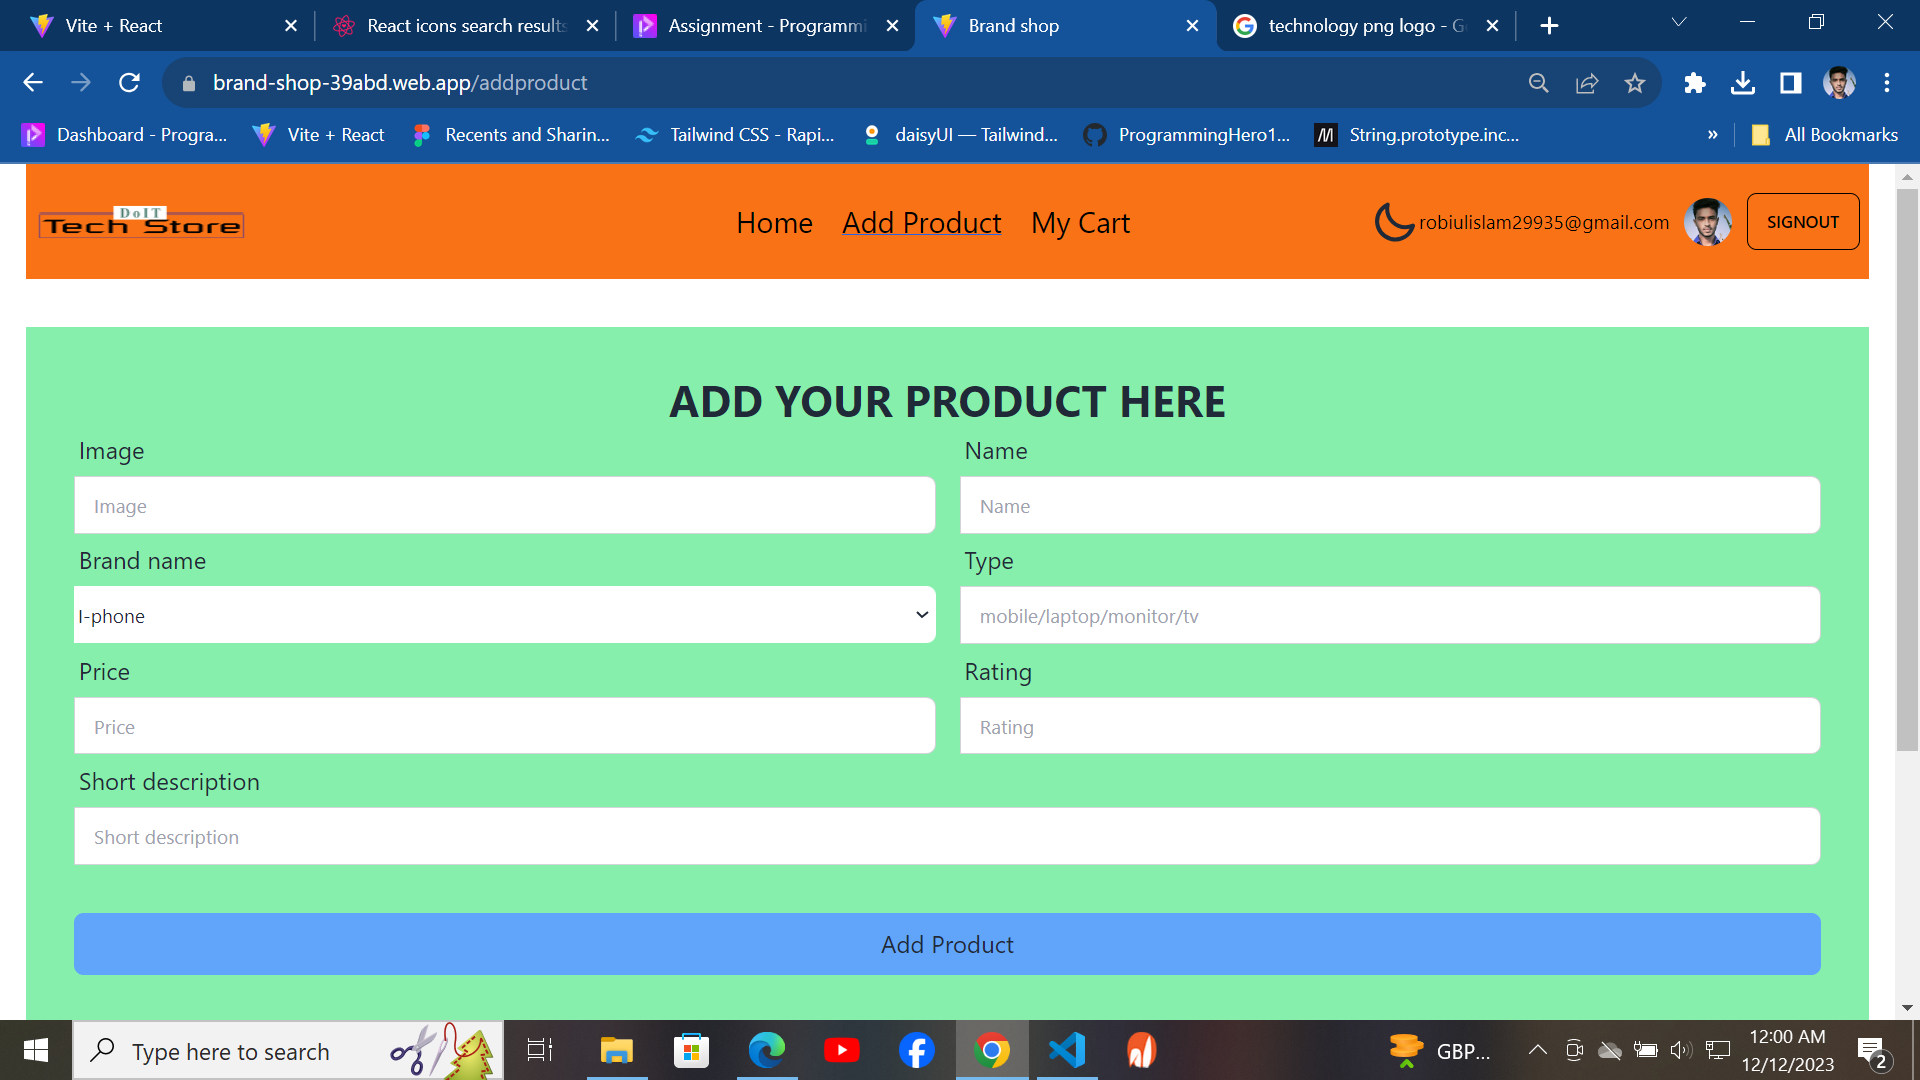 Vite + React
React icons search results
Assignment - Programmi
Brand shop
technology png logo - G
brand-shop-39abd.web.app/addproduct
Dashboard - Progra...
Vite + React
Recents and Sharin...
Tailwind CSS - Rapi...
daisyUI — Tailwind...
ProgrammingHero1...
String.prototype.inc...
»
All Bookmarks
DoIT
Tech Store
Home
Add Product
My Cart
robiulislam29935@gmail.com
SIGNOUT
ADD YOUR PRODUCT HERE
Image
Name
Image
Name
Brand name
Type
I-phone
mobile/laptop/monitor/tv
Price
Rating
Price
Rating
Short description
Short description
Add Product
Type here to search
GBP...
12:00 AM
12/12/2023
2